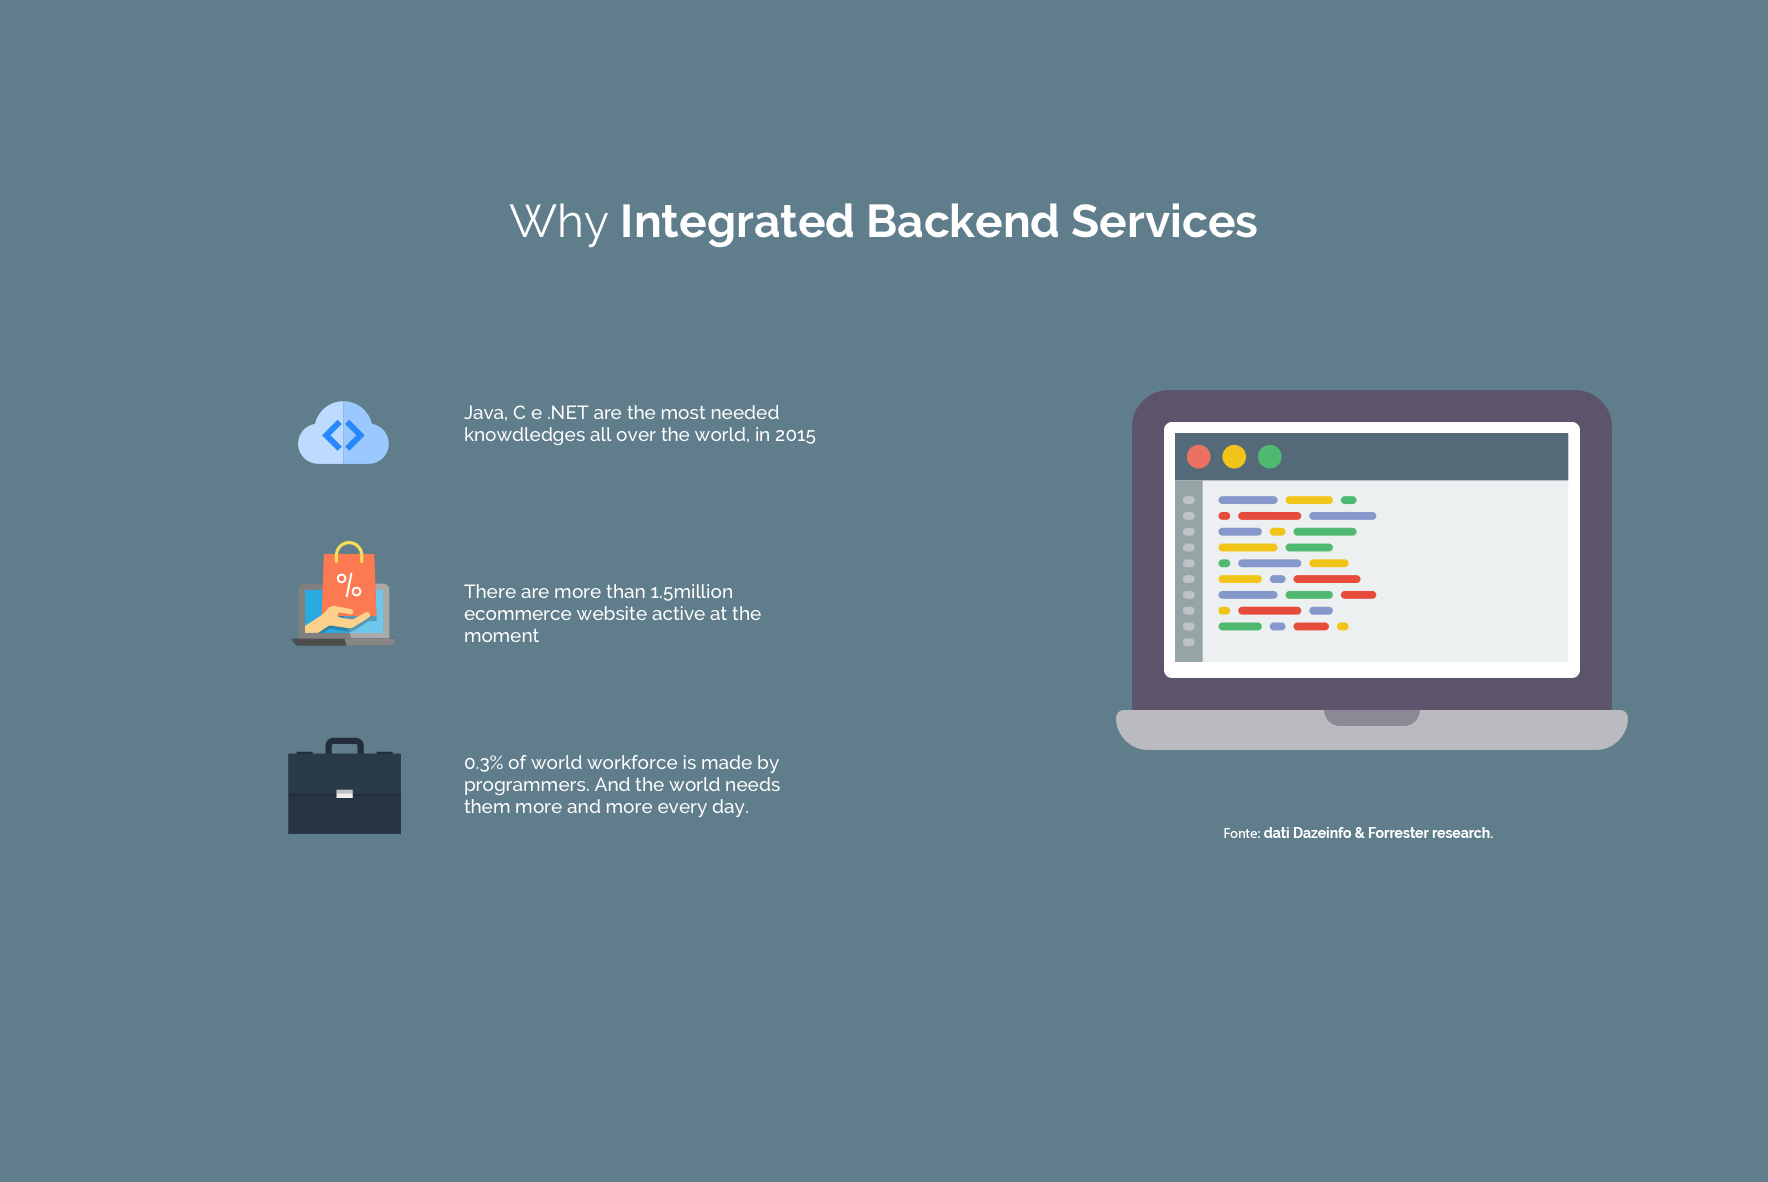 Why Integrated Backend Services
Java, C e .NET are the most needed
knowdledges all over the world, in 2015
%
There are more than 1.5million
ecommerce website active at the
moment
0.3% of world workforce is made by
programmers. And the world needs
them more and more every day.
Fonte: dati Dazeinfo & Forrester research.